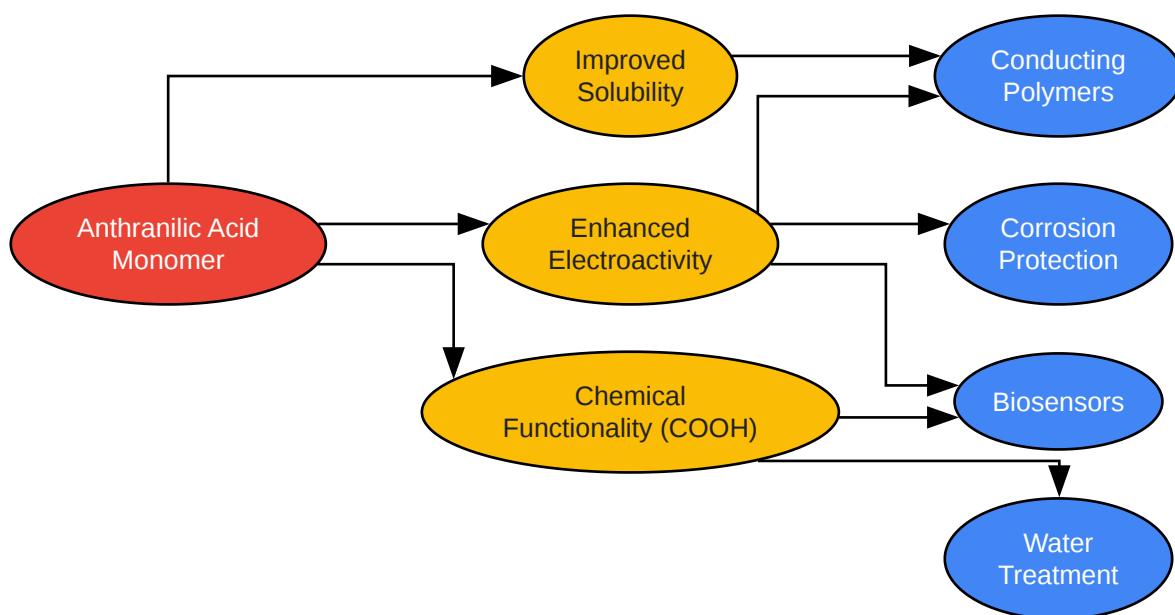 Improved
Solubility
Conducting
Polymers
Anthranilic Acid
Monomer
Enhanced
Electroactivity
Corrosion
Protection
Chemical
Functionality (COOH)
Biosensors
Water
Treatment